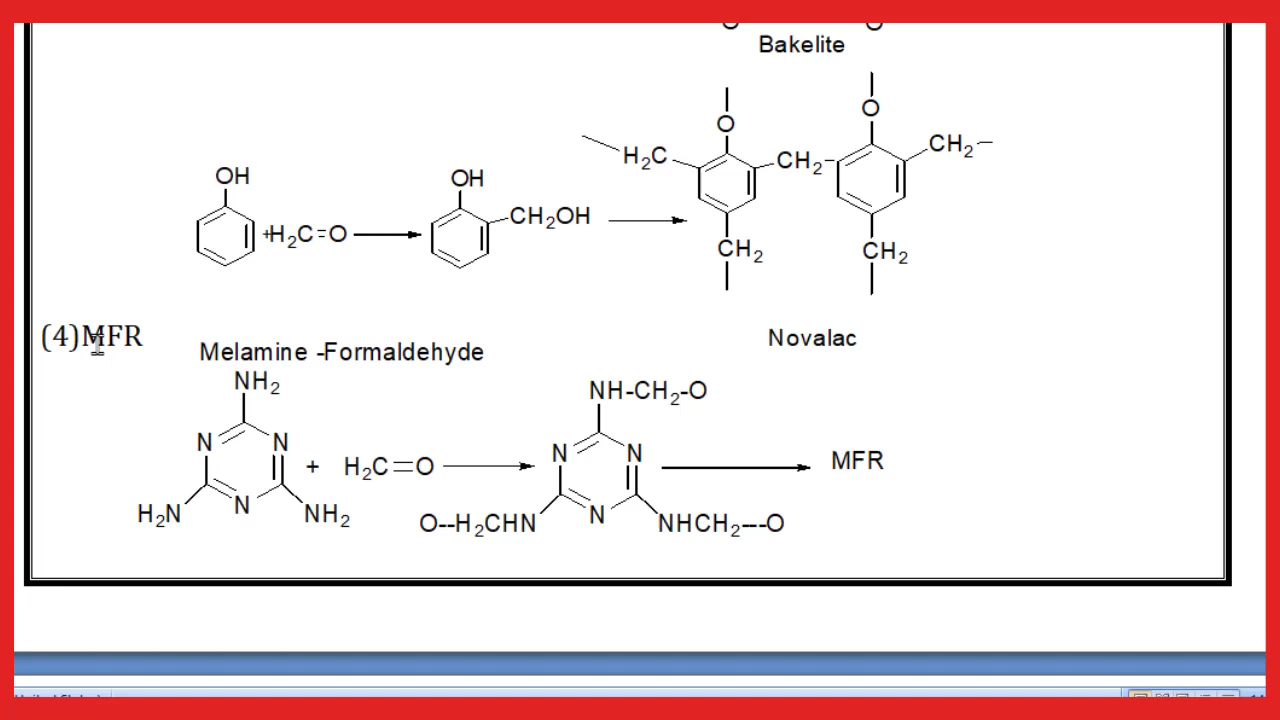 Bakelite
O O
H2C CH2 CH2
OH OH
CH2OH
+H2C=O
CH2 CH2
(4)MFR
Novalac
Melamine -Formaldehyde
NH2 NH-CH2-O
N N N N
+ H2C=O MFR
H2N N NH2 O--H2CHN N NHCH2---O